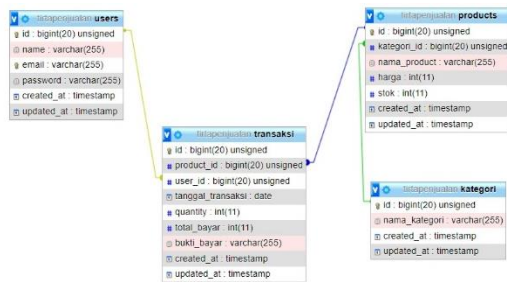 tirtapenjualan users
id : bigint(20) unsigned
name : varchar(255)
email : varchar(255)
password : varchar(255)
created_at : timestamp
updated_at : timestamp
tirtapenjualan products
id : bigint(20) unsigned
kategori_id : bigint(20) unsigned
nama_product : varchar(255)
harga : int(11)
stok : int(11)
created_at : timestamp
updated_at : timestamp
tirtapenjualan transaksi
id : bigint(20) unsigned
product_id : bigint(20) unsigned
user_id : bigint(20) unsigned
tanggal_transaksi : date
quantity : int(11)
total_bayar : int(11)
bukti_bayar : varchar(255)
created_at : timestamp
updated_at : timestamp
tirtapenjualan kategori
id : bigint(20) unsigned
nama_kategori : varchar(255)
created_at : timestamp
updated_at : timestamp